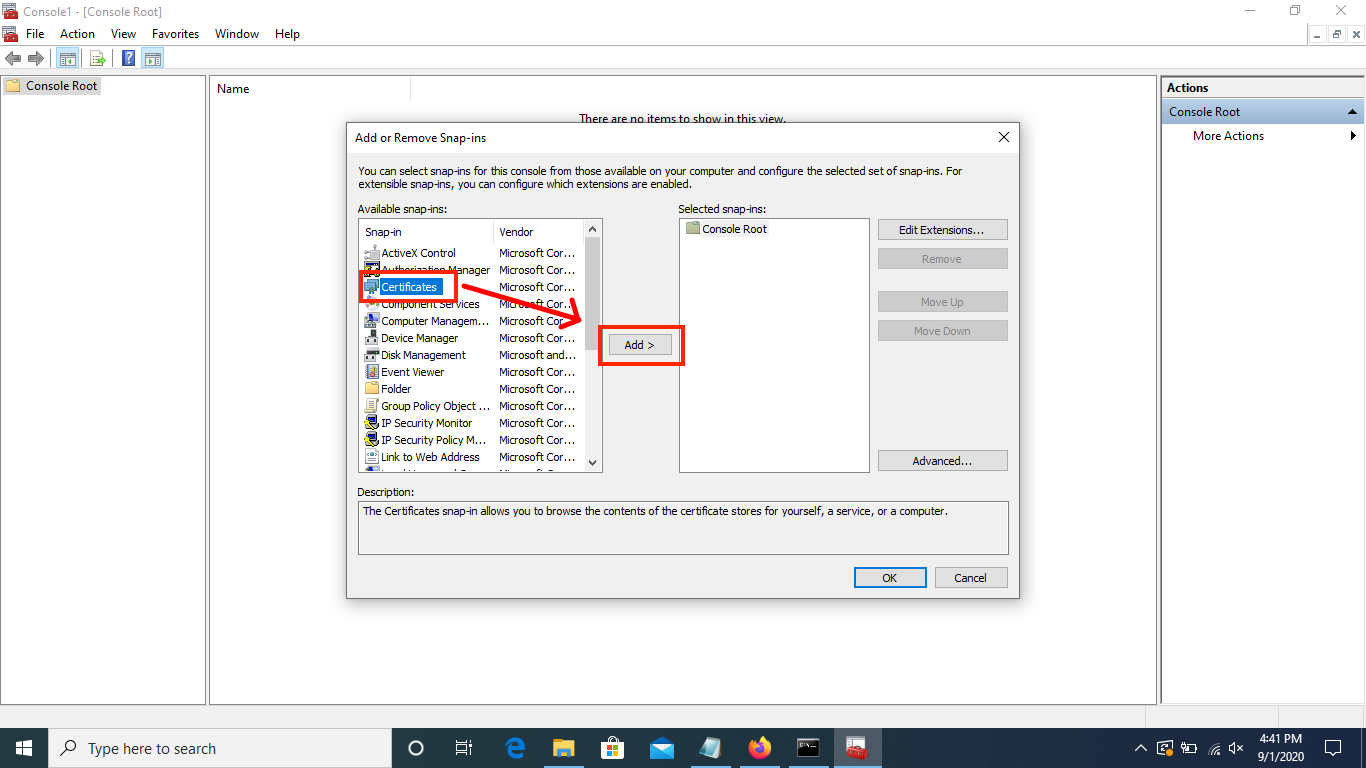 Console1 - [Console Root]
File Action View Favorites Window Help
Console Root
Name
There are no items to show in this view.
Actions
Console Root
More Actions
Add or Remove Snap-ins
You can select snap-ins for this console from those available on your computer and configure the selected set of snap-ins. For
extensible snap-ins, you can configure which extensions are enabled.
Available snap-ins:
Snap-in Vendor
ActiveX Control Microsoft Cor...
Authorization Manager Microsoft Cor...
Certificates Microsoft Cor...
Component Services Microsoft Cor...
Computer Managem... Microsoft Cor...
Device Manager Microsoft Cor...
Disk Management Microsoft and...
Event Viewer Microsoft Cor...
Folder Microsoft Cor...
Group Policy Object ... Microsoft Cor...
IP Security Monitor Microsoft Cor...
IP Security Policy M... Microsoft Cor...
Link to Web Address Microsoft Cor...
Add >
Selected snap-ins:
Console Root
Edit Extensions...
Remove
Move Up
Move Down
Advanced...
Description:
The Certificates snap-in allows you to browse the contents of the certificate stores for yourself, a service, or a computer.
OK Cancel
Type here to search
4:41 PM
9/1/2020